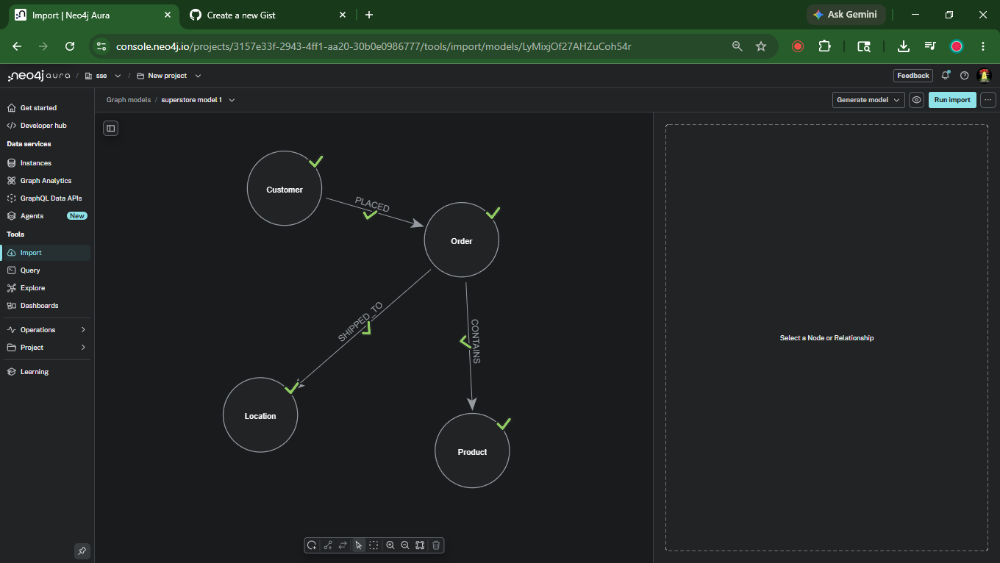 Import | Neo4j Aura
Create a new Gist
Ask Gemini
console.neo4j.io/projects/3157e33f-2943-4ff1-aa20-30b0e0986777/tools/import/models/LyMixjOf27AHZuCoh54r
neo4j aura / sse / New project
Feedback
Graph models / superstore model 1
Generate model
Run import
Get started
Developer hub
Data services
Instances
Graph Analytics
GraphQL Data APIs
Agents New
Tools
Import
Query
Explore
Dashboards
Operations
Project
Learning
Customer
PLACED
Order
SHIPPED_TO
CONTAINS
Location
Product
Select a Node or Relationship